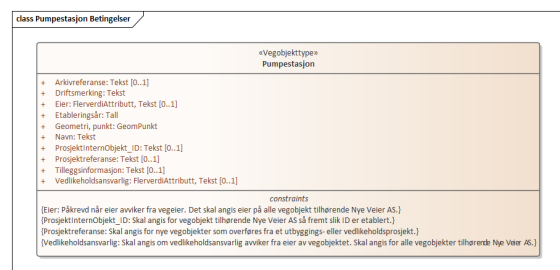 class Pumpestasjon Betingelser
«Vegobjekttype»
Pumpestasjon
+ Arkivreferanse: Tekst [0..1]
+ Driftsmerking: Tekst
+ Eier: FlerverdiAttributt, Tekst [0..1]
+ Etableringsår: Tall
+ Geometri, punkt: GeomPunkt
+ Navn: Tekst
+ ProsjektInternObjekt_ID: Tekst [0..1]
+ Prosjektreferanse: Tekst [0..1]
+ Tilleggsinformasjon: Tekst [0..1]
+ Vedlikeholdsansvarlig: FlerverdiAttributt, Tekst [0..1]
constraints
{Eier: Påkrevd når eier avviker fra vegeier. Det skal angis eier på alle vegobjekt tilhørende Nye Veier AS.}
{ProsjektInternObjekt_ID: Skal angis for vegobjekt tilhørende Nye Veier AS så fremt slik ID er etablert.}
{Prosjektreferanse: Skal angis for nye vegobjekter som overføres fra et utbyggings- eller vedlikeholdsprosjekt.}
{Vedlikeholdsansvarlig: Skal angis om vedlikeholdsansvarlig avviker fra eier av vegobjektet. Skal angis for alle vegobjekter tilhørende Nye Veier AS.}